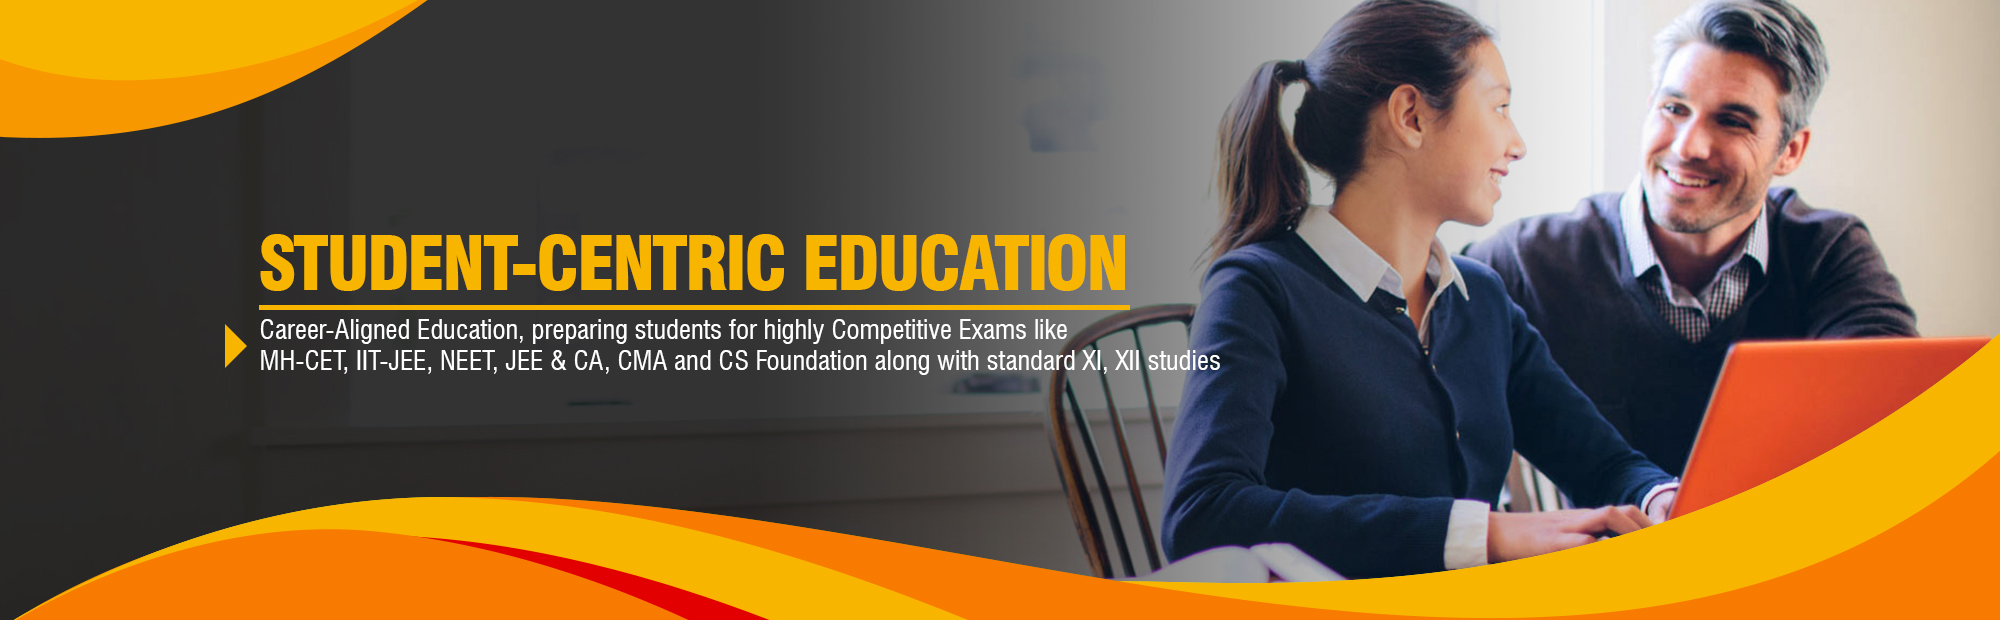 STUDENT-CENTRIC EDUCATION
Career-Aligned Education, preparing students for highly Competitive Exams like
MH-CET, IIT-JEE, NEET, JEE & CA, CMA and CS Foundation along with standard XI, XII studies